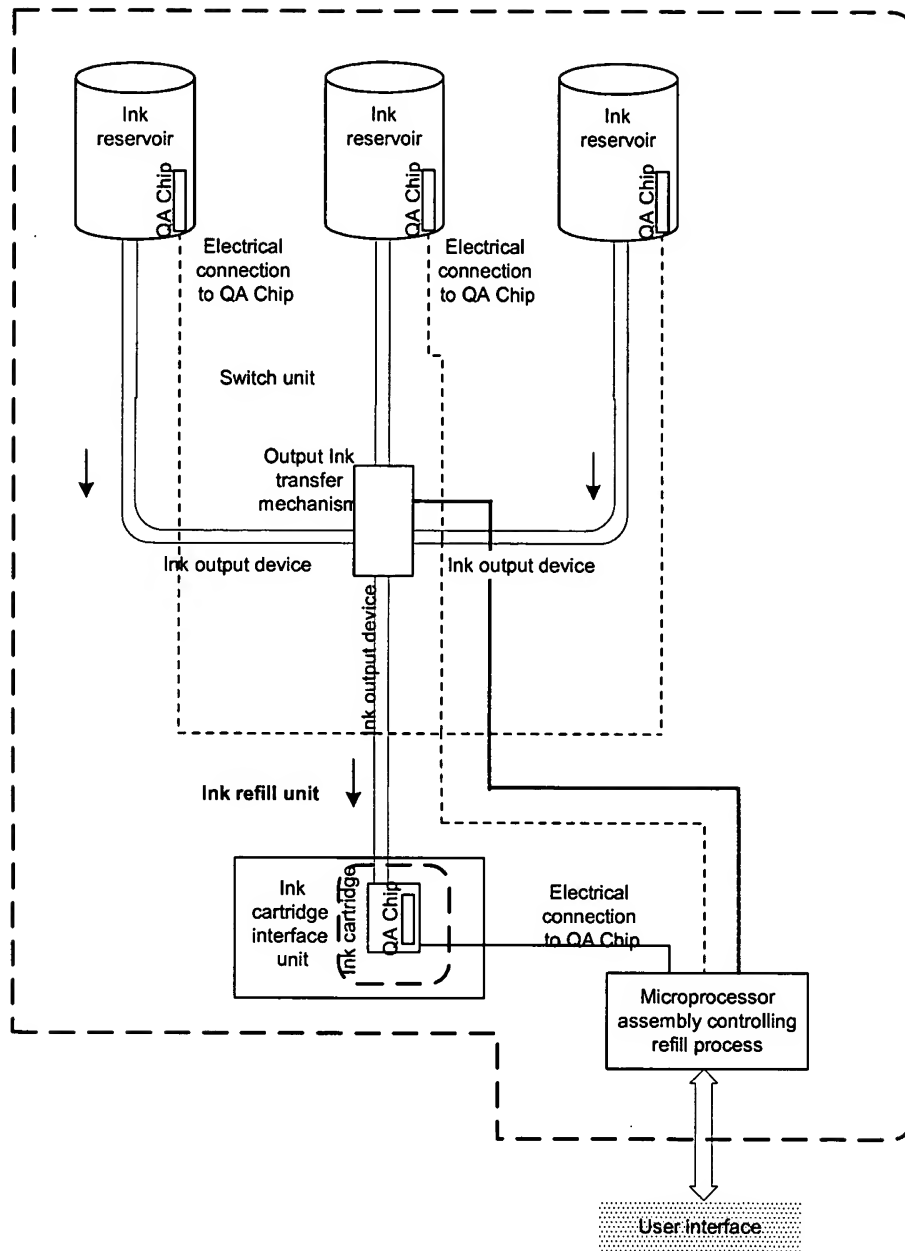 Ink
reservoir
QA Chip
Ink
reservoir
QA Chip
Ink
reservoir
QA Chip
Electrical
connection
to QA Chip
Electrical
connection
to QA Chip
Switch unit
Output Ink
transfer
mechanism
Ink output device
Ink output device
Ink output device
Ink refill unit
Ink
cartridge
interface
unit
Ink cartridge
QA Chip
Electrical
connection
to QA Chip
Microprocessor
assembly controlling
refill process
User interface